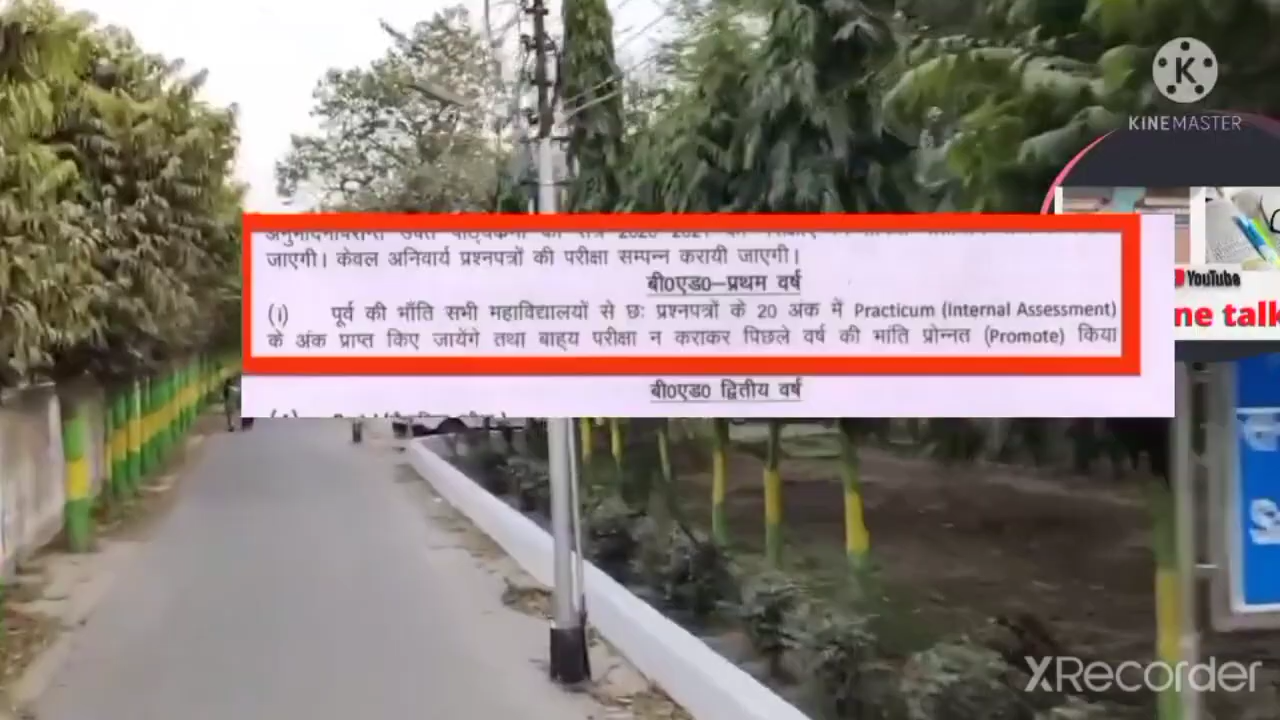 K
KINEMASTER
जाएगी। केवल अनिवार्य प्रश्नपत्रों की परीक्षा सम्पन्न करायी जाएगी।
बी0एड0–प्रथम वर्ष
(i) पूर्व की भाँति सभी महाविद्यालयों से छः प्रश्नपत्रों के 20 अंक में Practicum (Internal Assessment)
के अंक प्राप्त किए जायेंगे तथा बाह्य परीक्षा न कराकर पिछले वर्ष की भांति प्रोन्नत (Promote) किया
बी0एड0 द्वितीय वर्ष
YouTube
ne talk
XRecorder